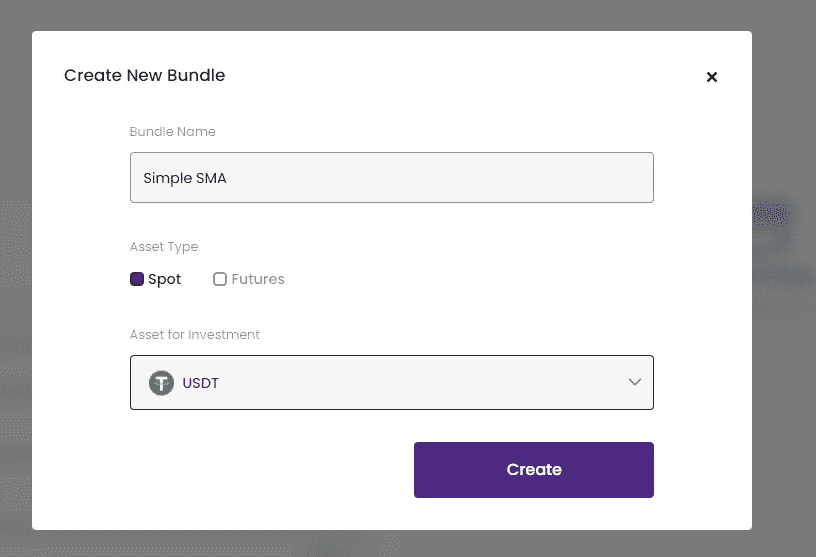 Create New Bundle
Bundle Name
Simple SMA
Asset Type
Spot Futures
Asset for Investment
USDT
Create